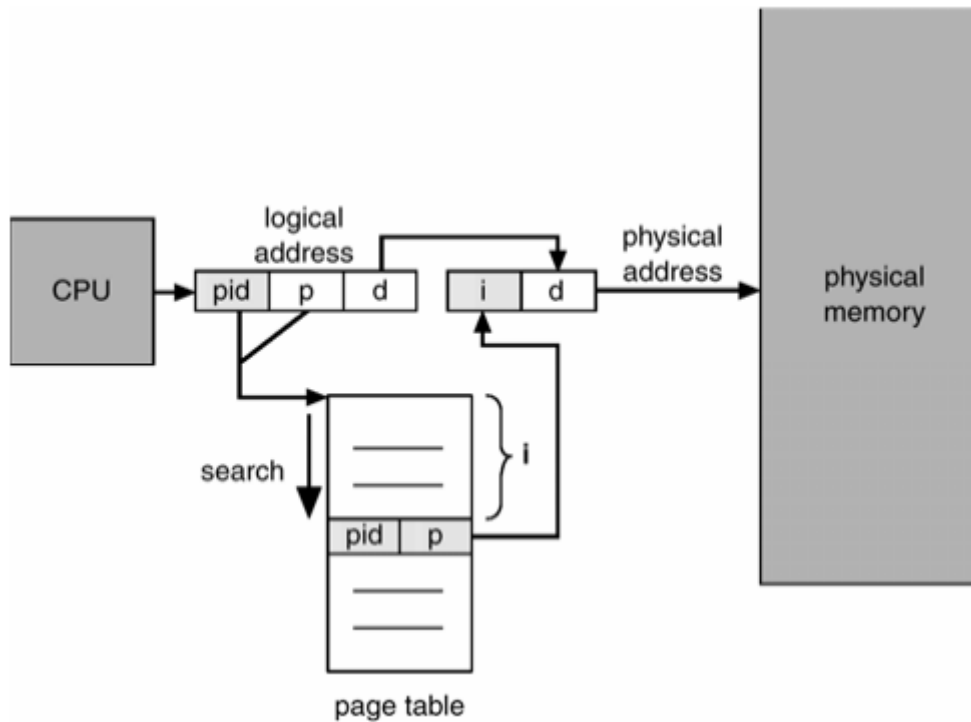 logical
address
physical
address
CPU
pid
p
d
i
d
physical
memory
search
i
pid
p
page table